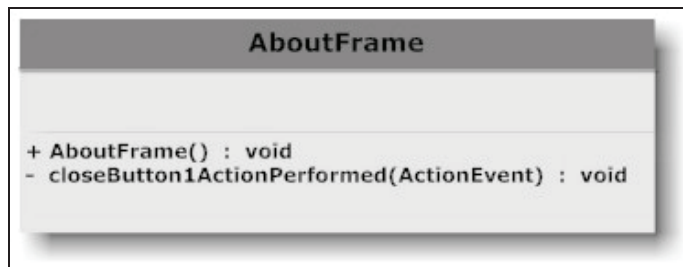 AboutFrame
+ AboutFrame() : void
- closeButton1ActionPerformed(ActionEvent) : void